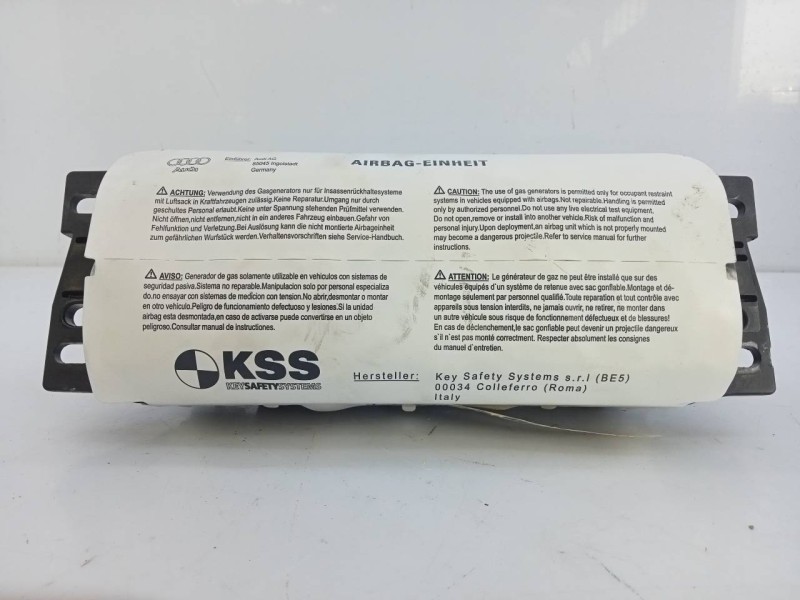 Audi
Audi AG
85045 Ingolstadt
Germany
AIRBAG-EINHEIT
ACHTUNG: Verwendung des Gasgenerators nur für Insassenrückhaltesysteme
mit Luftsack in Kraftfahrzeugen zulässig.Keine Reparatur.Umgang nur durch
geschultes Personal erlaubt.Keine unter Spannung stehenden Prüfmittel verwenden.
Nicht öffnen,nicht entfernen,nicht in ein anderes Fahrzeug einbauen.Gefahr von
Fehlfunktion und Verletzung.Bei Auslösung kann die nicht montierte Airbageinheit
zum gefährlichen Wurfstück werden.Verhaltensvorschriften siehe Service-Handbuch.
CAUTION: The use of gas generators is permitted only for occupant restraint
systems in vehicles equipped with airbags.Not repairable.Handling is permitted
only by authorized personnel.Do not use any live electrical test equipment.
Do not open,remove or install into another vehicle.Risk of malfunction and
personal injury.Upon deployment,an airbag unit which is not properly mounted
may become a dangerous projectile.Refer to service manual for further
instructions.
AVISO: Generador de gas solamente utilizable en vehiculos con sistemas de
seguridad pasiva.Sistema no reparable.Manipulacion solo por personal especializa
do.no ensayar con sistemas de medicion con tension.No abrir,desmontar o montar
en otro vehiculo.Peligro de funcionamiento defectuoso y lesiones.Si la unidad
airbag esta desmontada,en caso de activarse puede convertirse en un objeto
peligroso.Consultar manual de instrucciones.
ATTENTION: Le générateur de gaz ne peut être installé que sur des
véhicules équipés d'un système de retenue avec sac gonflable.Montage et dé-
montage seulement par personnel qualifié.Toute reparation et tout contrôle avec
appareils sous tension interdits, ne jamais ouvrir, ne retirer, ne monter dans
un autre véhicule sous risque de fonctionnement défectueux et de blessures!
En cas de déclenchement,le sac gonflable peut devenir un projectile dangereux
s'il n'est pas monté correctment. Respecter absolument les consignes
du manuel d'entretien.
KSS
KEYSAFETYSYSTEMS
Hersteller: Key Safety Systems s.r.l (BE5)
00034 Colleferro (Roma)
Italy